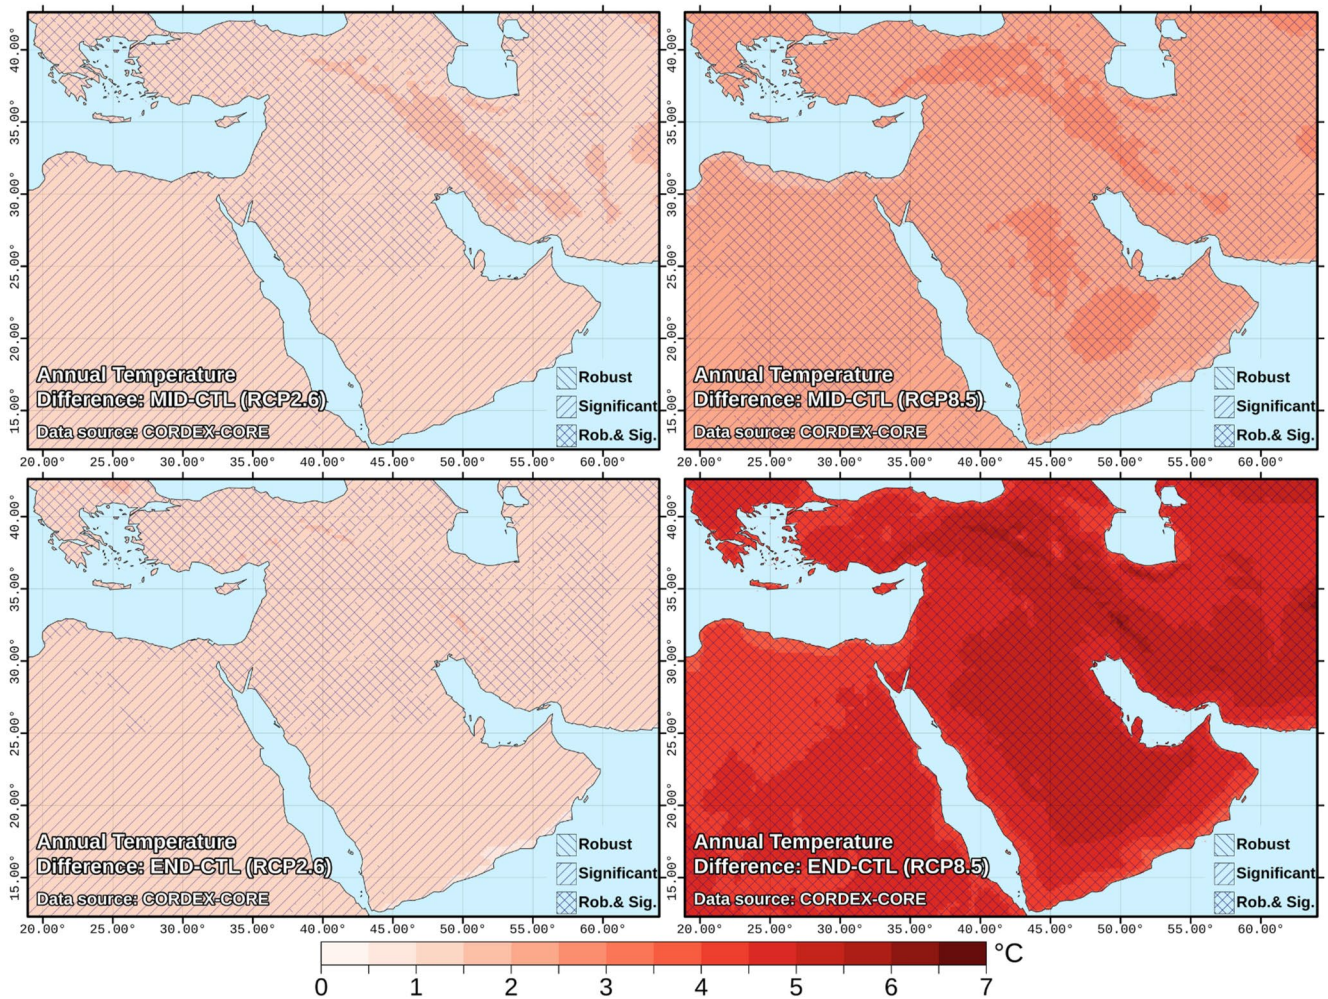 40.00°
35.00°
30.00°
25.00°
20.00°
15.00°
Annual Temperature
Difference: MID-CTL (RCP2.6)
Data source: CORDEX-CORE
Robust
Significant
Rob.& Sig.
20.00° 25.00° 30.00° 35.00° 40.00° 45.00° 50.00° 55.00° 60.00°
40.00°
35.00°
30.00°
25.00°
20.00°
15.00°
Annual Temperature
Difference: MID-CTL (RCP8.5)
Data source: CORDEX-CORE
Robust
Significant
Rob.& Sig.
20.00° 25.00° 30.00° 35.00° 40.00° 45.00° 50.00° 55.00° 60.00°
40.00°
35.00°
30.00°
25.00°
20.00°
15.00°
Annual Temperature
Difference: END-CTL (RCP2.6)
Data source: CORDEX-CORE
Robust
Significant
Rob.& Sig.
20.00° 25.00° 30.00° 35.00° 40.00° 45.00° 50.00° 55.00° 60.00°
40.00°
35.00°
30.00°
25.00°
20.00°
15.00°
Annual Temperature
Difference: END-CTL (RCP8.5)
Data source: CORDEX-CORE
Robust
Significant
Rob.& Sig.
20.00° 25.00° 30.00° 35.00° 40.00° 45.00° 50.00° 55.00° 60.00°
°C
0 1 2 3 4 5 6 7